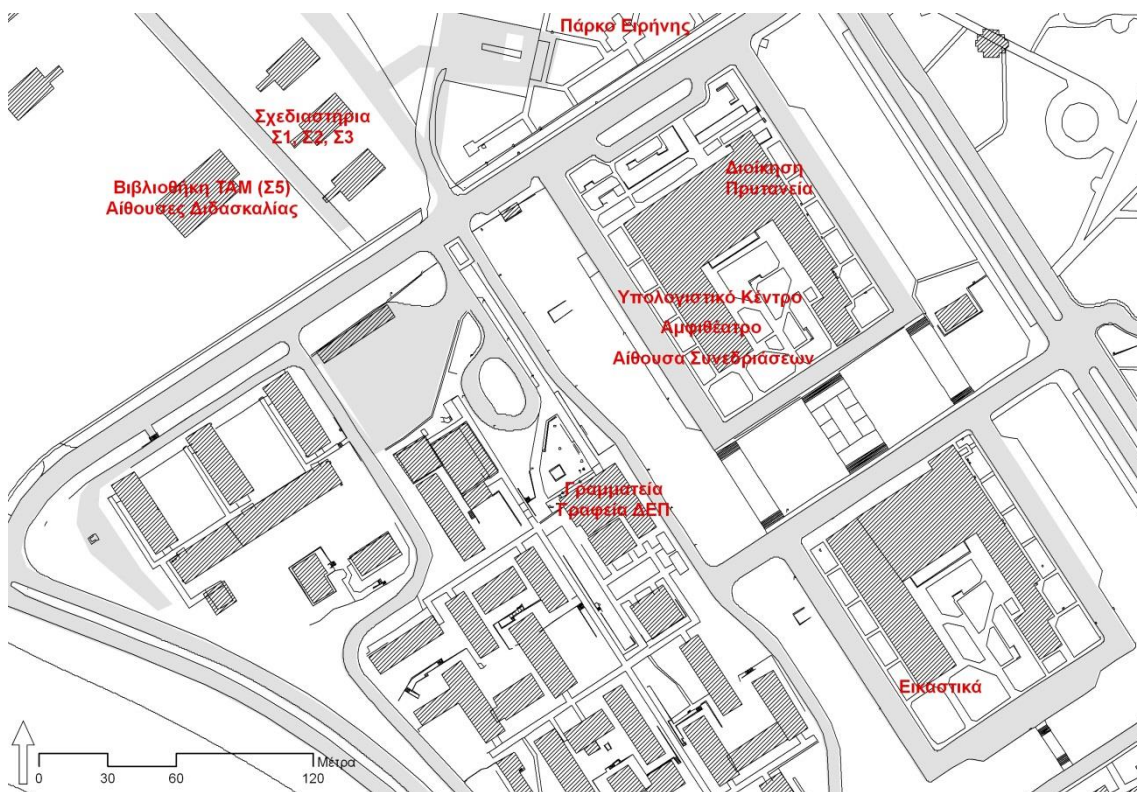 Πάρκο Ειρήνης
Σχεδιαστήρια
Σ1, Σ2, Σ3
Βιβλιοθήκη ΤΑΜ (Σ5)
Αίθουσες Διδασκαλίας
Διοίκηση
Πρυτανεία
Υπολογιστικό Κέντρο
Αμφιθέατρο
Αίθουσα Συνεδριάσεων
Γραμματεία
Γραφεία ΔΕΠ
Εικαστικά
Μέτρα
0 30 60 120